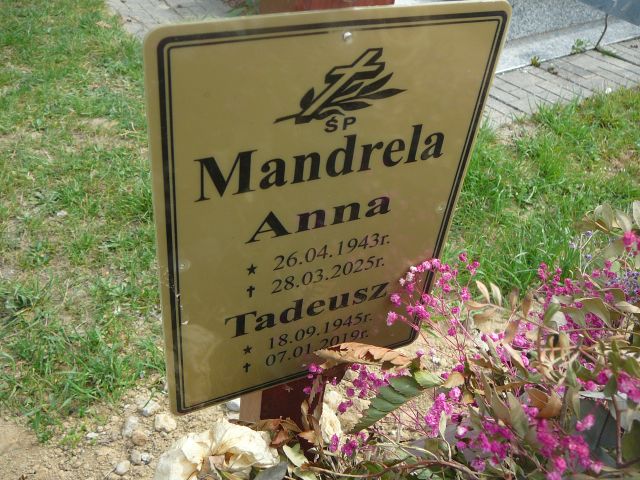 ŚP
Mandrela
Anna
* 26.04.1943r.
✝ 28.03.2025r.
Tadeusz
* 18.09.1945r.
✝ 07.01.2019r.